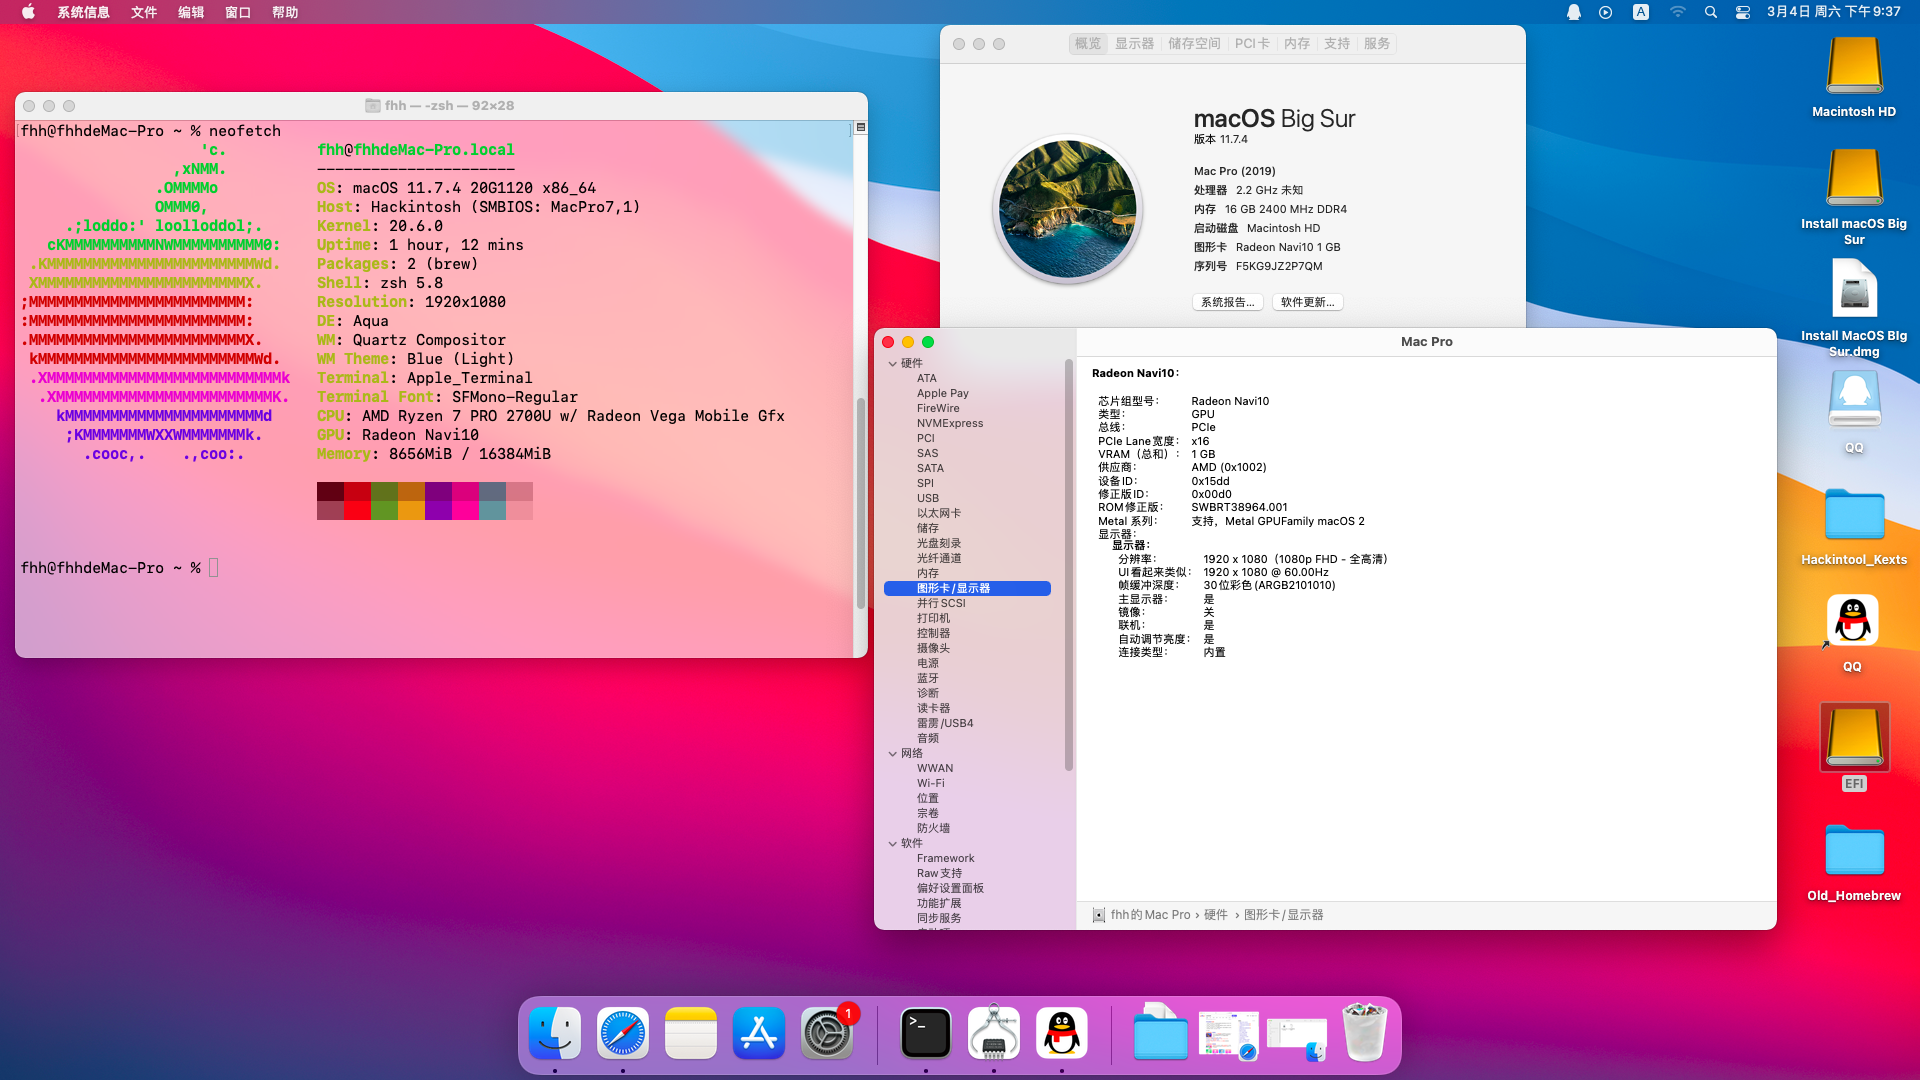 系统信息 文件 编辑 窗口 帮助
A 3月4日 周六 下午9:37
fhh — -zsh — 92×28
fhh@fhhdeMac-Pro ~ % neofetch
'c.
,xNMM.
.OMMMMo
OMMM0,
.;loddo:' loolloddol;.
cKMMMMMMMMMMNWMMMMMMMMMM0:
.KMMMMMMMMMMMMMMMMMMMMMMMWd.
XMMMMMMMMMMMMMMMMMMMMMMMX.
;MMMMMMMMMMMMMMMMMMMMMMMM:
:MMMMMMMMMMMMMMMMMMMMMMMM:
.MMMMMMMMMMMMMMMMMMMMMMMMX.
kMMMMMMMMMMMMMMMMMMMMMMMMWd.
.XMMMMMMMMMMMMMMMMMMMMMMMMMMk
.XMMMMMMMMMMMMMMMMMMMMMMMMK.
kMMMMMMMMMMMMMMMMMMMMMMd
;KMMMMMMMWXXWMMMMMMMk.
.cooc,. .,coo:.
fhh@fhhdeMac-Pro.local
----------------------
OS: macOS 11.7.4 20G1120 x86_64
Host: Hackintosh (SMBIOS: MacPro7,1)
Kernel: 20.6.0
Uptime: 1 hour, 12 mins
Packages: 2 (brew)
Shell: zsh 5.8
Resolution: 1920x1080
DE: Aqua
WM: Quartz Compositor
WM Theme: Blue (Light)
Terminal: Apple_Terminal
Terminal Font: SFMono-Regular
CPU: AMD Ryzen 7 PRO 2700U w/ Radeon Vega Mobile Gfx
GPU: Radeon Navi10
Memory: 8656MiB / 16384MiB
fhh@fhhdeMac-Pro ~ %
概览 显示器 储存空间 PCI卡 内存 支持 服务
macOS Big Sur
版本 11.7.4
Mac Pro (2019)
处理器 2.2 GHz 未知
内存 16 GB 2400 MHz DDR4
启动磁盘 Macintosh HD
图形卡 Radeon Navi10 1 GB
序列号 F5KG9JZ2P7QM
系统报告... 软件更新...
Mac Pro
硬件
ATA
Apple Pay
FireWire
NVMExpress
PCI
SAS
SATA
SPI
USB
以太网卡
储存
光盘刻录
光纤通道
内存
图形卡/显示器
并行 SCSI
打印机
控制器
摄像头
电源
蓝牙
诊断
读卡器
雷雳/USB4
音频
网络
WWAN
Wi-Fi
位置
宗卷
防火墙
软件
Framework
Raw支持
偏好设置面板
功能扩展
同步服务
Radeon Navi10：
芯片组型号： Radeon Navi10
类型： GPU
总线： PCIe
PCIe Lane宽度： x16
VRAM（总和）： 1 GB
供应商： AMD (0x1002)
设备ID： 0x15dd
修正版ID： 0x00d0
ROM修正版： SWBRT38964.001
Metal 系列： 支持，Metal GPUFamily macOS 2
显示器：
显示器：
分辨率： 1920 x 1080（1080p FHD - 全高清）
UI看起来类似： 1920 x 1080 @ 60.00Hz
帧缓冲深度： 30位彩色 (ARGB2101010)
主显示器： 是
镜像： 关
联机： 是
自动调节亮度： 是
连接类型： 内置
fhh的Mac Pro › 硬件 › 图形卡/显示器
Macintosh HD
Install macOS Big
Sur
Install MacOS BIg
Sur.dmg
QQ
Hackintool_Kexts
QQ
EFI
Old_Homebrew
1
>_